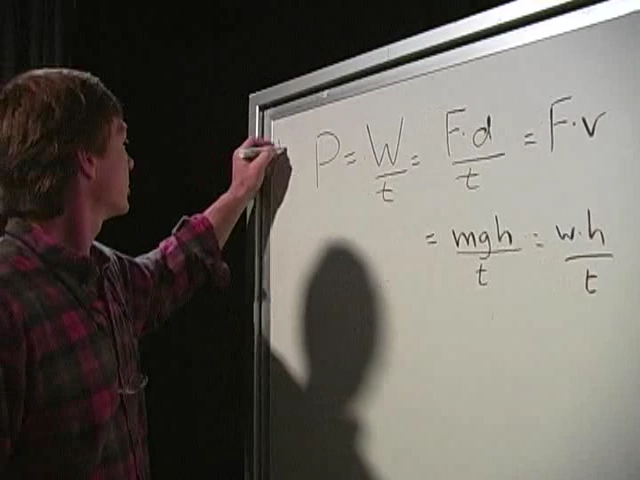 P = W/t = F·d/t = F·v
= mgh/t = w·h/t